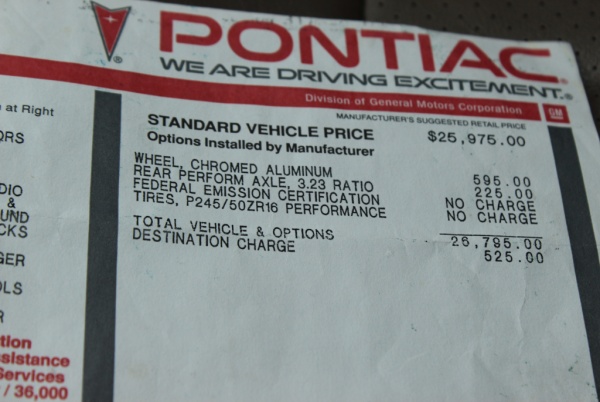 PONTIAC®
WE ARE DRIVING EXCITEMENT.®
Division of General Motors Corporation GM
at Right
MANUFACTURER'S SUGGESTED RETAIL PRICE
STANDARD VEHICLE PRICE $25,975.00
Options Installed by Manufacturer
WHEEL, CHROMED ALUMINUM 595.00
REAR PERFORM AXLE, 3.23 RATIO 225.00
FEDERAL EMISSION CERTIFICATION NO CHARGE
TIRES, P245/50ZR16 PERFORMANCE NO CHARGE
TOTAL VEHICLE & OPTIONS 26,795.00
DESTINATION CHARGE 525.00
ORS
DIO
&
UND
CKS
GER
OLS
R
tion
sistance
Services
/ 36,000